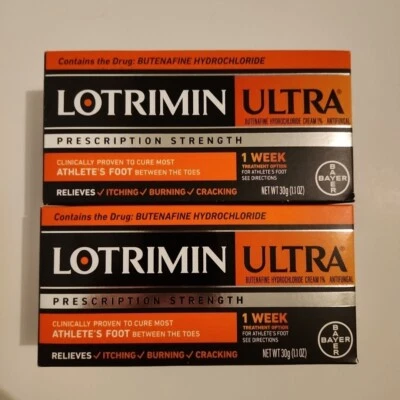 Contains the Drug: BUTENAFINE HYDROCHLORIDE
LOTRIMIN ULTRA®
BUTENAFINE HYDROCHLORIDE CREAM 1% ANTIFUNGAL
PRESCRIPTION STRENGTH
CLINICALLY PROVEN TO CURE MOST
ATHLETE'S FOOT BETWEEN THE TOES
1 WEEK
TREATMENT OPTION
FOR ATHLETE'S FOOT
SEE DIRECTIONS
RELIEVES ✓ ITCHING ✓ BURNING ✓ CRACKING
NET WT 30g (1.1 OZ)
BAYER
BAYER
Contains the Drug: BUTENAFINE HYDROCHLORIDE
LOTRIMIN ULTRA®
BUTENAFINE HYDROCHLORIDE CREAM 1% ANTIFUNGAL
PRESCRIPTION STRENGTH
CLINICALLY PROVEN TO CURE MOST
ATHLETE'S FOOT BETWEEN THE TOES
1 WEEK
TREATMENT OPTION
FOR ATHLETE'S FOOT
SEE DIRECTIONS
RELIEVES ✓ ITCHING ✓ BURNING ✓ CRACKING
NET WT 30g (1.1 OZ)
BAYER
BAYER